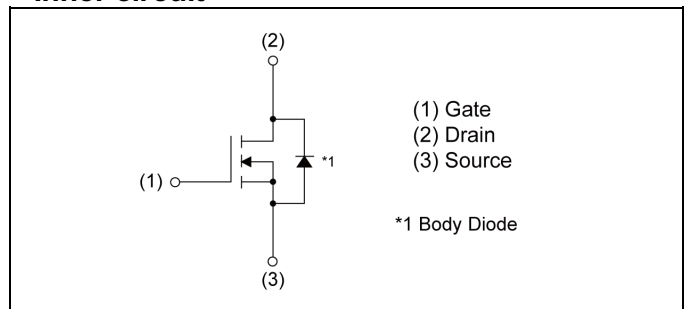 (2)
(1) Gate
(2) Drain
(3) Source
*1
(1)
*1 Body Diode
(3)